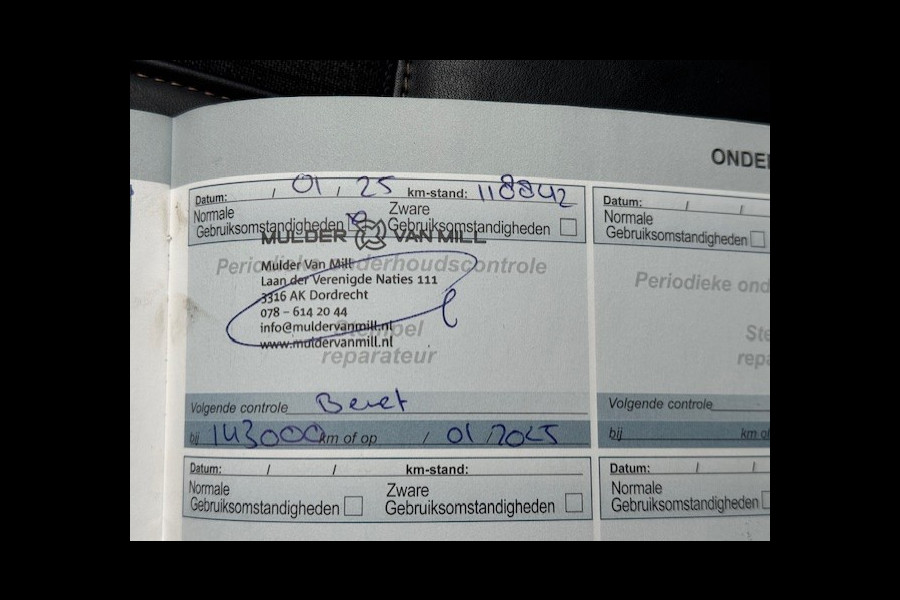 ONDE
Datum: / 01 / 25 km-stand: 118842
Normale Gebruiksomstandigheden
Zware Gebruiksomstandigheden
MULDER VAN MILL
Periodieke onderhoudscontrole
Mulder Van Mill
Laan der Verenigde Naties 111
3316 AK Dordrecht
078 – 614 20 44
info@muldervanmill.nl
www.muldervanmill.nl
Stempel
reparateur
Volgende controle
bij 143000 km of op / 01 /2025
Datum: / /
Normale
Gebruiksomstandigheden
Periodieke ond
Ste
repa
Volgende controle
bij km o
Datum: / / km-stand:
Normale Gebruiksomstandigheden
Zware Gebruiksomstandigheden
Datum: / /
Normale
Gebruiksomstandigheden